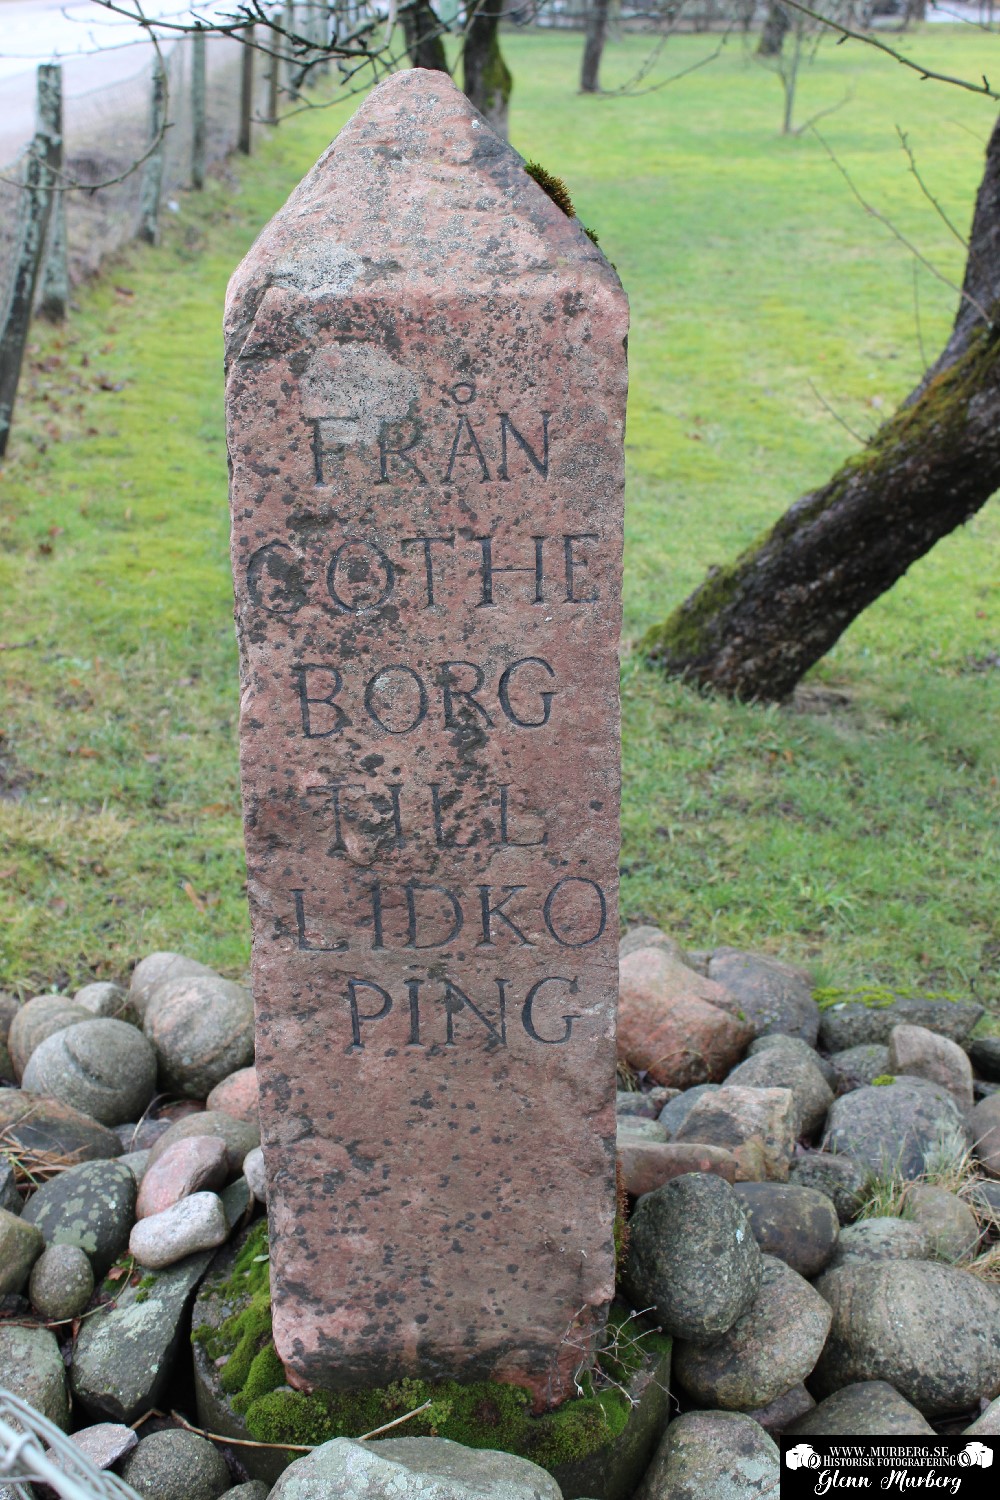 FRÅN
GOTHE
BORG
TILL
LIDKO
PING
WWW.MURBERG.SE
HISTORISK FOTOGRAFERING
Glenn Murberg